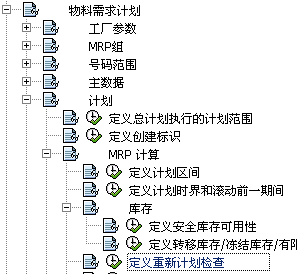 物料需求计划
工厂参数
MRP组
号码范围
主数据
计划
定义总计划执行的计划范围
定义创建标识
MRP 计算
定义计划区间
定义计划时界和滚动前一期间
库存
定义安全库存可用性
定义转移库存/冻结库存/有限
定义重新计划检查